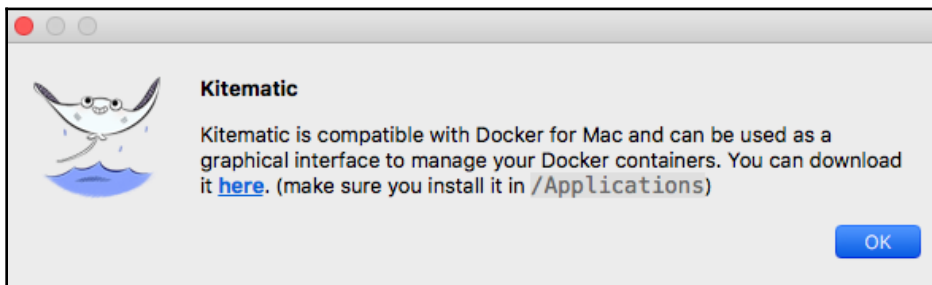 Kitematic
Kitematic is compatible with Docker for Mac and can be used as a
graphical interface to manage your Docker containers. You can download
it here. (make sure you install it in /Applications)
OK